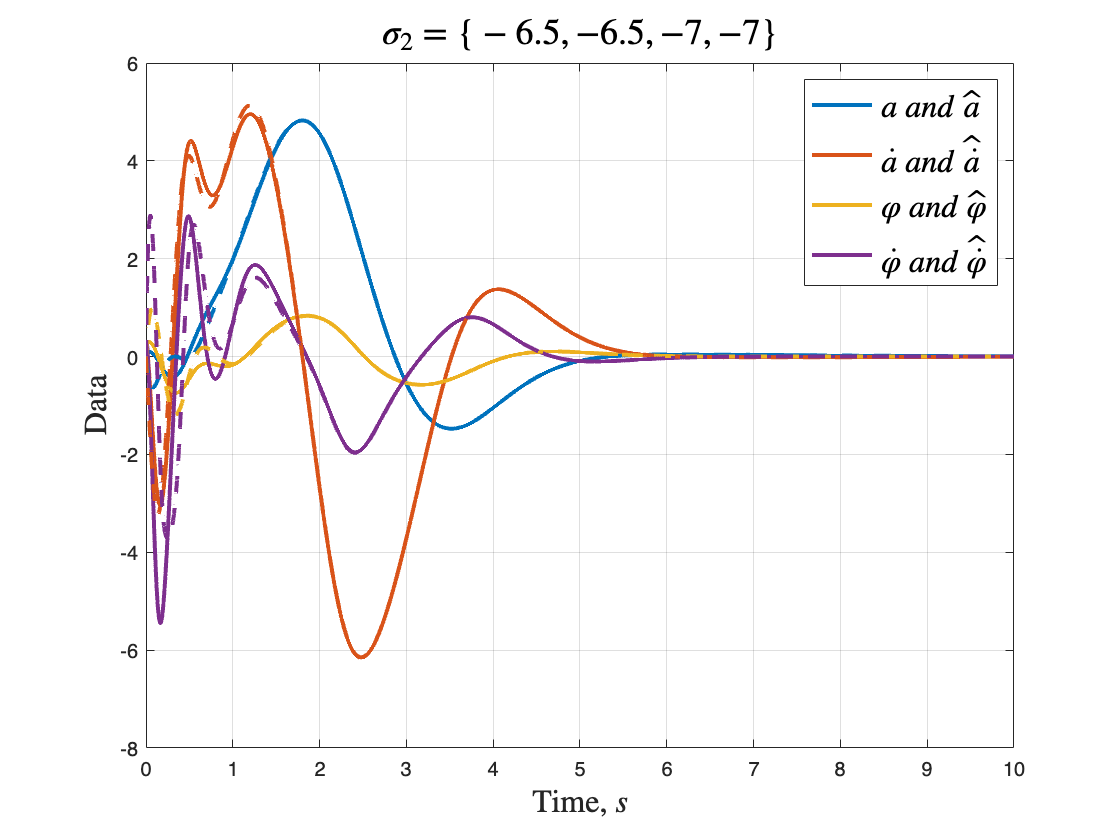 σ₂ = { − 6.5, −6.5, −7, −7}
6
4
2
0
-2
-4
-6
-8
Data
a and â
ȧ and ȧ̂
φ and φ̂
φ̇ and φ̇̂
0 1 2 3 4 5 6 7 8 9 10
Time, s